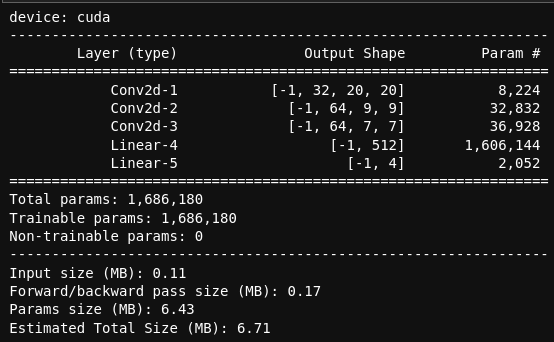 device: cuda
----------------------------------------------------------------
        Layer (type)               Output Shape         Param #
================================================================
            Conv2d-1           [-1, 32, 20, 20]           8,224
            Conv2d-2             [-1, 64, 9, 9]          32,832
            Conv2d-3             [-1, 64, 7, 7]          36,928
            Linear-4                  [-1, 512]       1,606,144
            Linear-5                    [-1, 4]           2,052
================================================================
Total params: 1,686,180
Trainable params: 1,686,180
Non-trainable params: 0
----------------------------------------------------------------
Input size (MB): 0.11
Forward/backward pass size (MB): 0.17
Params size (MB): 6.43
Estimated Total Size (MB): 6.71